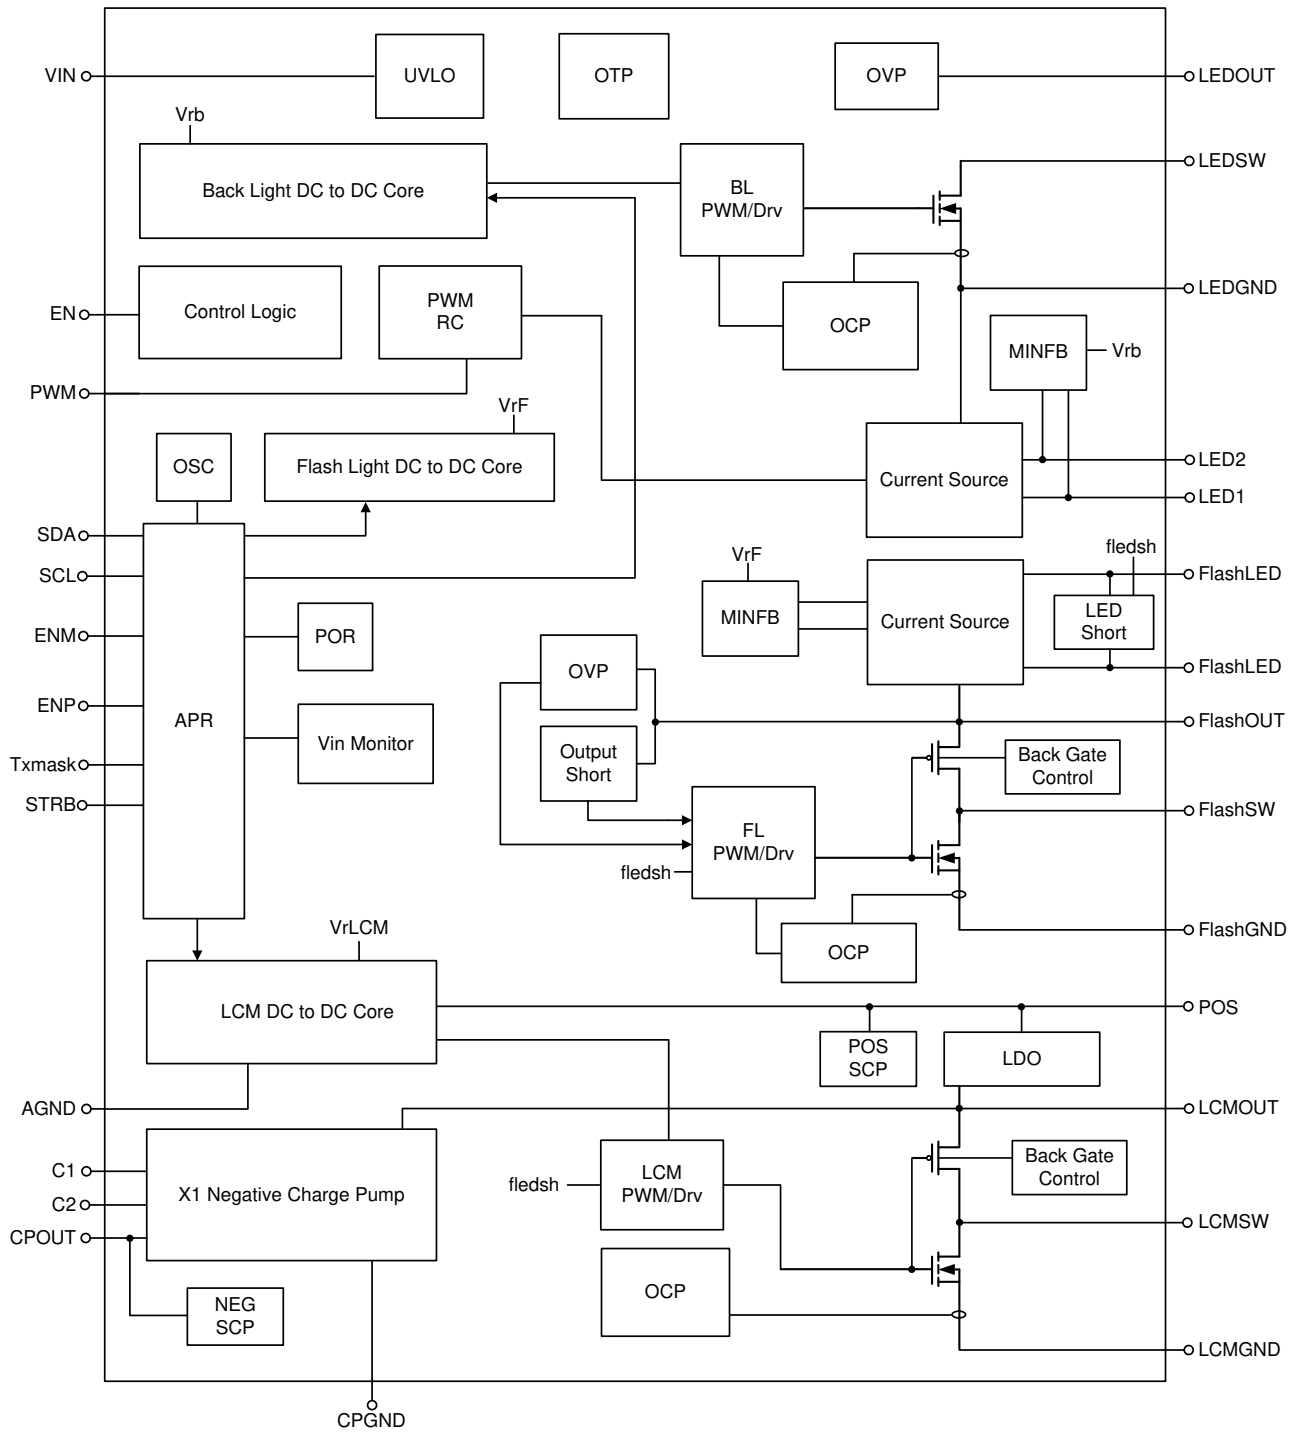 VIN
UVLO
OTP
OVP
LEDOUT
Vrb
Back Light DC to DC Core
BL
PWM/Drv
LEDSW
EN
Control Logic
PWM
RC
OCP
LEDGND
MINFB
Vrb
PWM
VrF
OSC
Flash Light DC to DC Core
Current Source
LED2
LED1
SDA
SCL
ENM
ENP
Txmask
STRB
APR
POR
Vin Monitor
VrF
MINFB
Current Source
fledsh
FlashLED
LED
Short
FlashLED
OVP
Output
Short
FlashOUT
Back Gate
Control
FlashSW
FL
PWM/Drv
fledsh
OCP
FlashGND
VrLCM
LCM DC to DC Core
POS
POS
SCP
LDO
AGND
LCMOUT
C1
C2
CPOUT
X1 Negative Charge Pump
fledsh
LCM
PWM/Drv
Back Gate
Control
LCMSW
NEG
SCP
OCP
LCMGND
CPGND